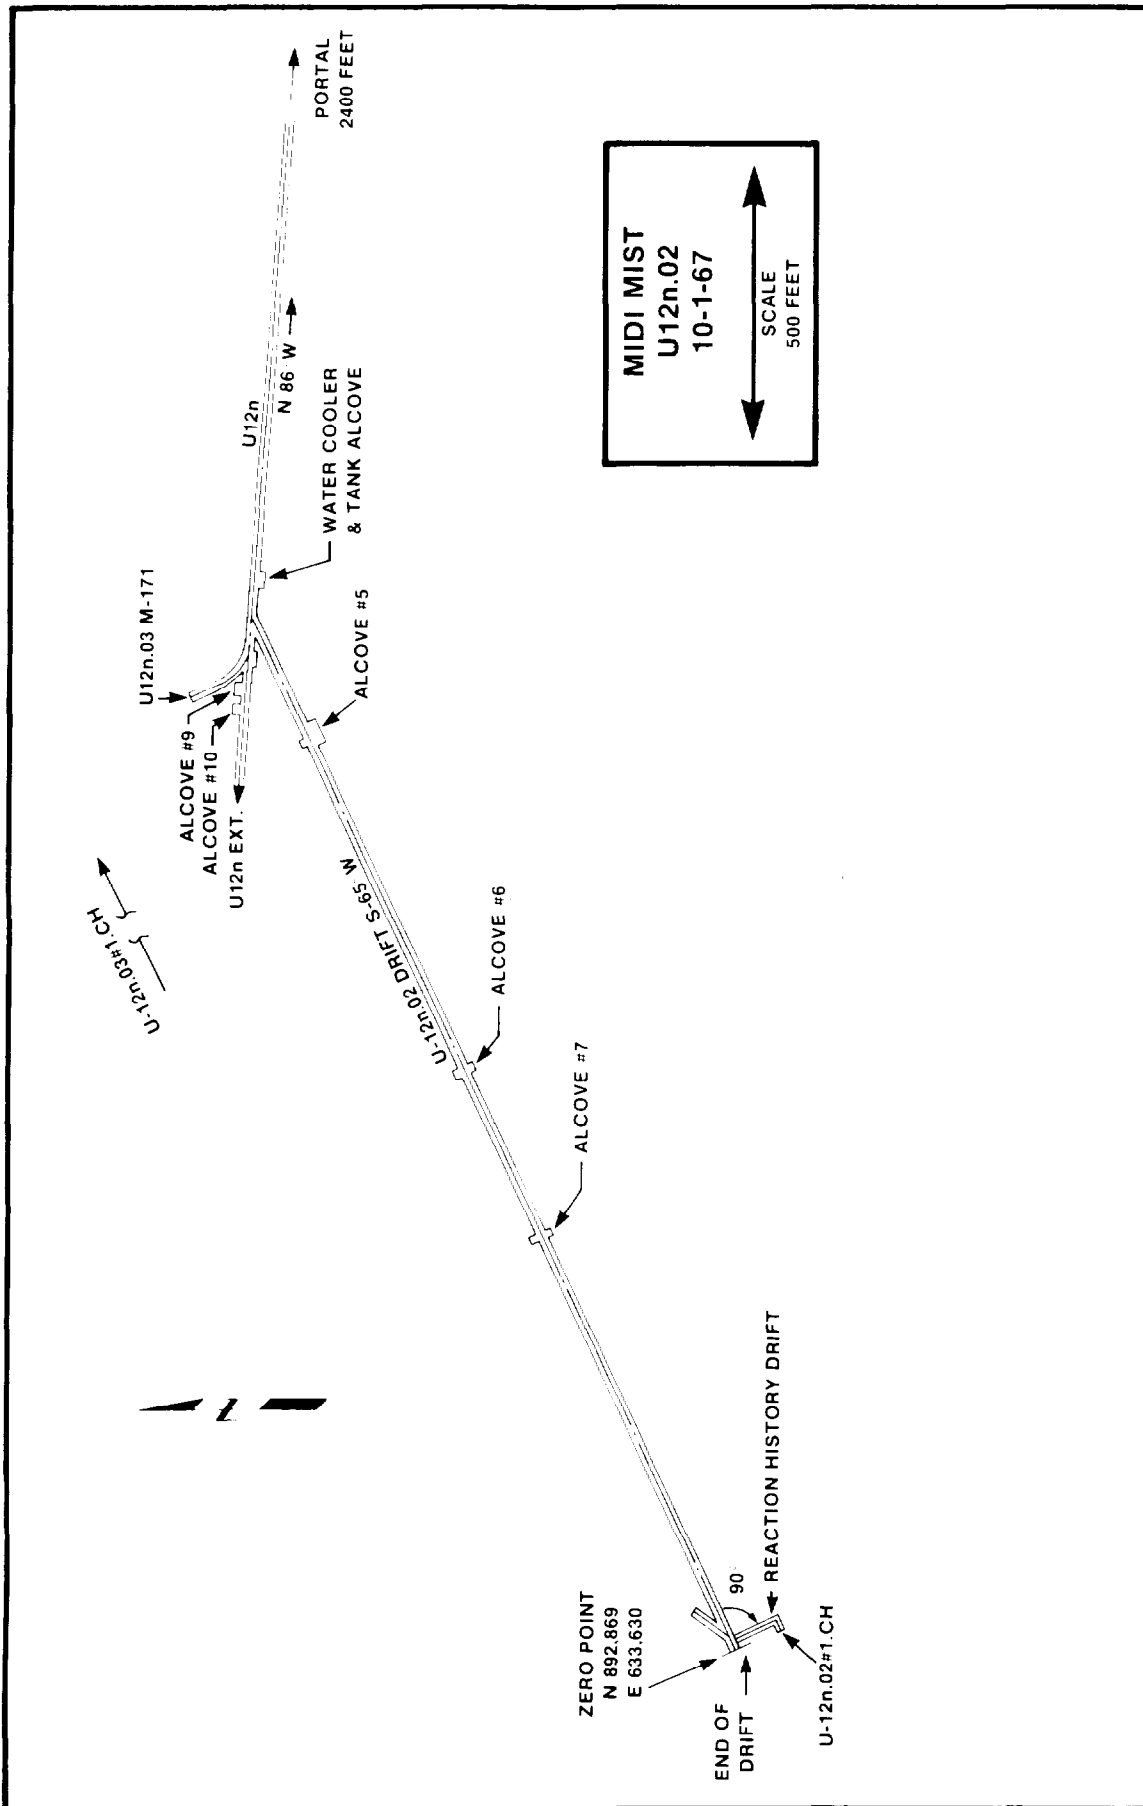 PORTAL
2400 FEET
U12n
N 86 W
WATER COOLER
& TANK ALCOVE
U12n.03 M-171
ALCOVE #9
ALCOVE #10
U12n EXT.
ALCOVE #5
U-12n.03#1.CH
U-12n.02 DRIFT S-65° W
ALCOVE #6
ALCOVE #7
MIDI MIST
U12n.02
10-1-67
SCALE
500 FEET
ZERO POINT
N 892.869
E 633.630
90°
REACTION HISTORY DRIFT
END OF
DRIFT
U-12n.02#1.CH